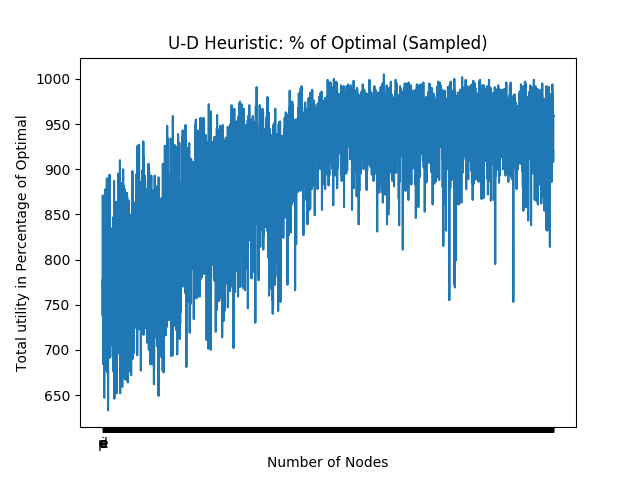 U-D Heuristic: % of Optimal (Sampled)
Total utility in Percentage of Optimal
1000
950
900
850
800
750
700
650
Number of Nodes